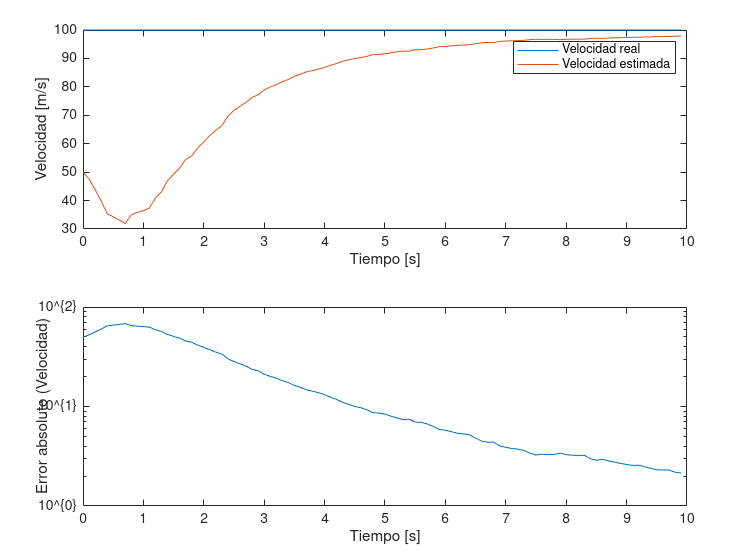 100
90
80
70
60
50
40
30
Velocidad [m/s]
Velocidad real
Velocidad estimada
0 1 2 3 4 5 6 7 8 9 10
Tiempo [s]
10^{2}
10^{1}
10^{0}
Error absoluto (Velocidad)
0 1 2 3 4 5 6 7 8 9 10
Tiempo [s]